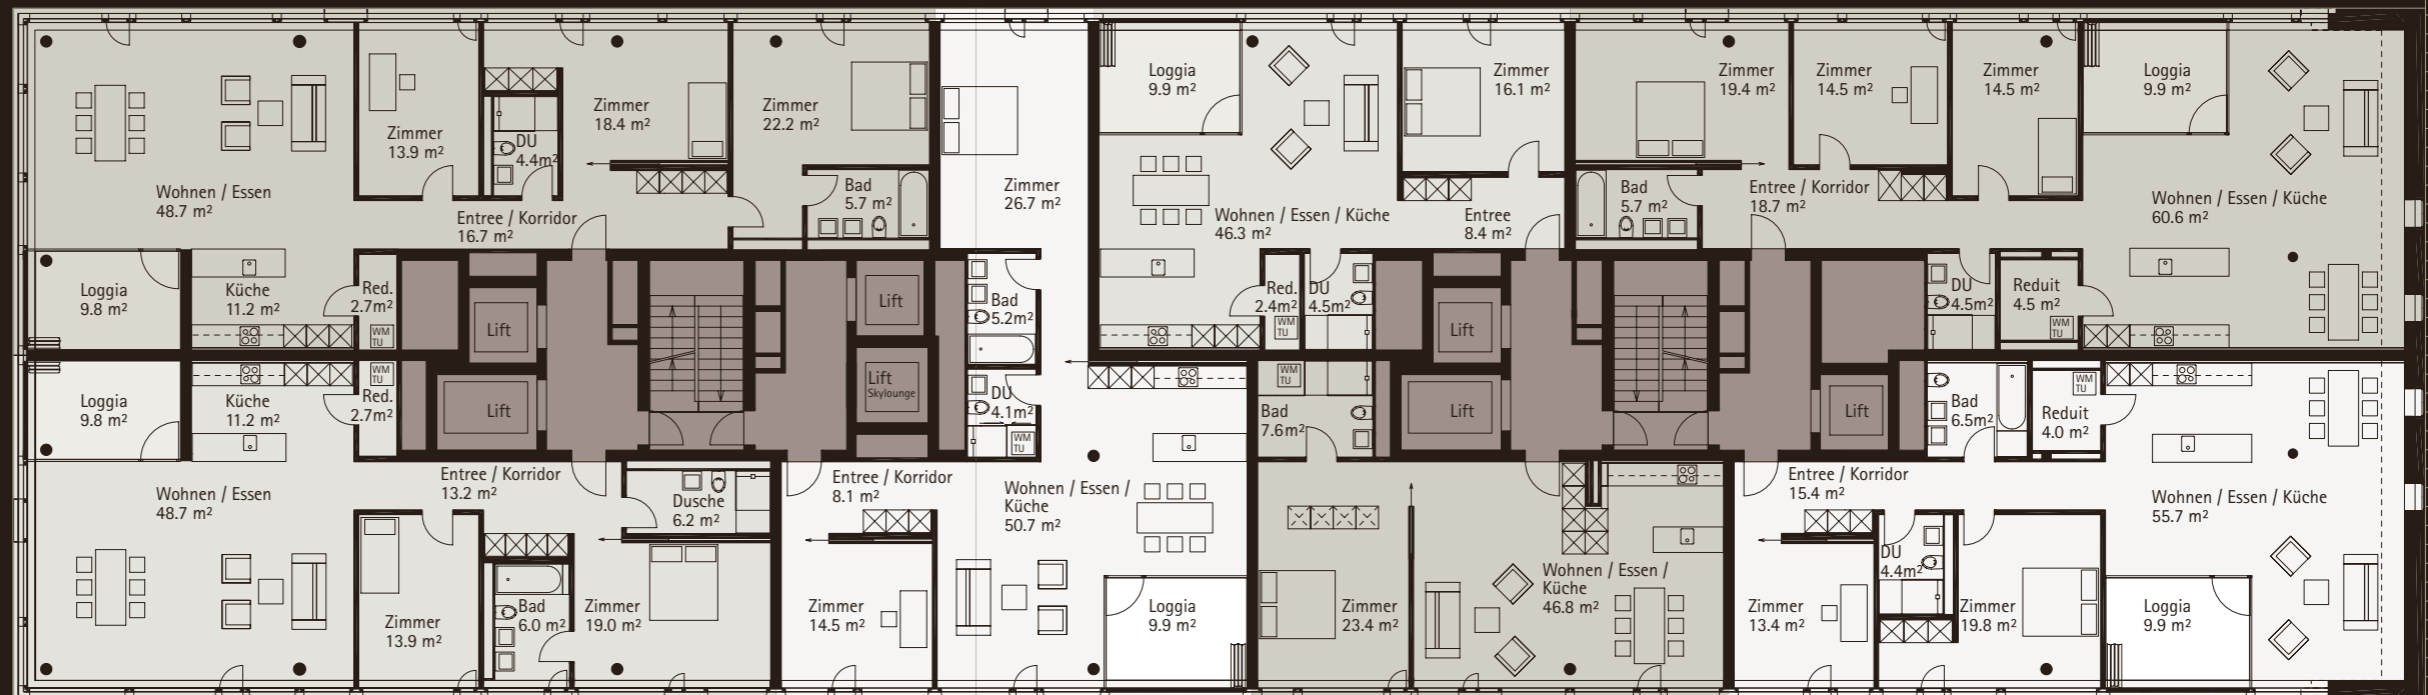 Wohnen / Essen
48.7 m²
Zimmer
13.9 m²
DU
4.4m²
Zimmer
18.4 m²
Zimmer
22.2 m²
Bad
5.7 m²
Entree / Korridor
16.7 m²
Loggia
9.8 m²
Küche
11.2 m²
Red.
2.7m²
WM
TU
Lift
Lift
Lift
Lift
Skylounge
Zimmer
26.7 m²
Bad
5.2m²
DU
4.1m²
WM
TU
Loggia
9.9 m²
Wohnen / Essen / Küche
46.3 m²
Zimmer
16.1 m²
Entree
8.4 m²
Red.
2.4m²
WM
TU
DU
4.5m²
Lift
Lift
Lift
Zimmer
19.4 m²
Zimmer
14.5 m²
Zimmer
14.5 m²
Loggia
9.9 m²
Bad
5.7 m²
Entree / Korridor
18.7 m²
Wohnen / Essen / Küche
60.6 m²
DU
4.5m²
Reduit
4.5 m²
WM
TU
Loggia
9.8 m²
Küche
11.2 m²
WM
TU
Red.
2.7m²
Wohnen / Essen
48.7 m²
Entree / Korridor
13.2 m²
Dusche
6.2 m²
Zimmer
13.9 m²
Bad
6.0 m²
Zimmer
19.0 m²
Entree / Korridor
8.1 m²
Zimmer
14.5 m²
Wohnen / Essen /
Küche
50.7 m²
Loggia
9.9 m²
WM
TU
Bad
7.6m²
Zimmer
23.4 m²
Wohnen / Essen /
Küche
46.8 m²
Entree / Korridor
15.4 m²
Zimmer
13.4 m²
DU
4.4m²
Zimmer
19.8 m²
Bad
6.5m²
WM
TU
Reduit
4.0 m²
Wohnen / Essen / Küche
55.7 m²
Loggia
9.9 m²